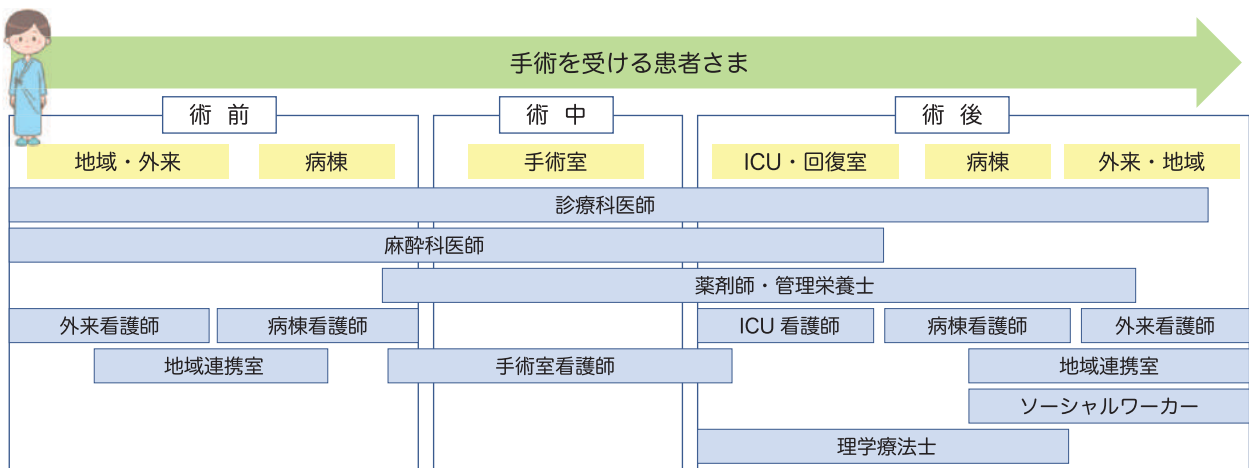 手術を受ける患者さま
術 前
術 中
術 後
地域・外来
病棟
手術室
ICU・回復室
病棟
外来・地域
診療科医師
麻酔科医師
薬剤師・管理栄養士
外来看護師
病棟看護師
ICU 看護師
病棟看護師
外来看護師
地域連携室
手術室看護師
地域連携室
ソーシャルワーカー
理学療法士